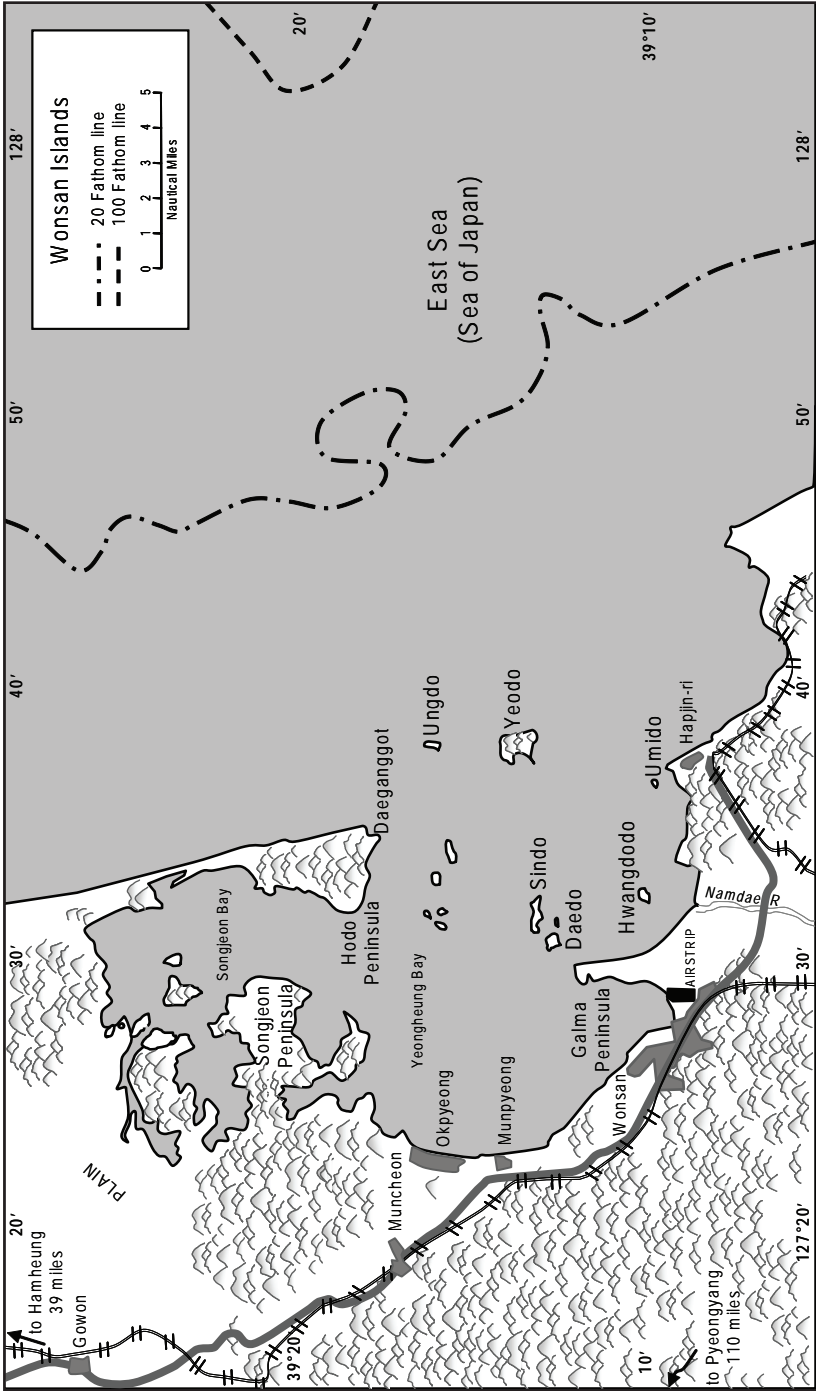 Wonsan Islands
20 Fathom line
100 Fathom line
0 1 2 3 4 5
Nautical Miles
20′
30′
40′
50′
128′
to Hamheung
39 miles
Gowon
PLAIN
Songjeon Bay
Songjeon
Peninsula
39°20′
20′
Muncheon
Hodo
Peninsula
Daeganggot
Yeongheung Bay
Okpyeong
Munpyeong
Ungdo
Yeodo
East Sea
(Sea of Japan)
Sindo
Daedo
Galma
Peninsula
Wonsan
Hwangdodo
Umido
Hapjin-ri
AIRSTRIP
Namdae R
10′
39°10′
to Pyeongyang
110 miles
127°20′
30′
40′
50′
128′